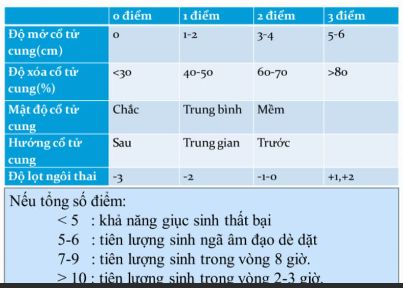 0 điểm 1 điểm 2 điểm 3 điểm
Độ mở cổ tử cung(cm) 0 1-2 3-4 5-6
Độ xóa cổ tử cung(%) <30 40-50 60-70 >80
Mật độ cổ tử cung Chắc Trung bình Mềm
Hướng cổ tử cung Sau Trung gian Trước
Độ lọt ngôi thai -3 -2 -1-0 +1,+2
Nếu tổng số điểm:
< 5 : khả năng giục sinh thất bại
5-6 : tiên lượng sinh ngã âm đạo dè dặt
7-9 : tiên lượng sinh trong vòng 8 giờ.
> 10 : tiên lượng sinh trong vòng 2-3 giờ.